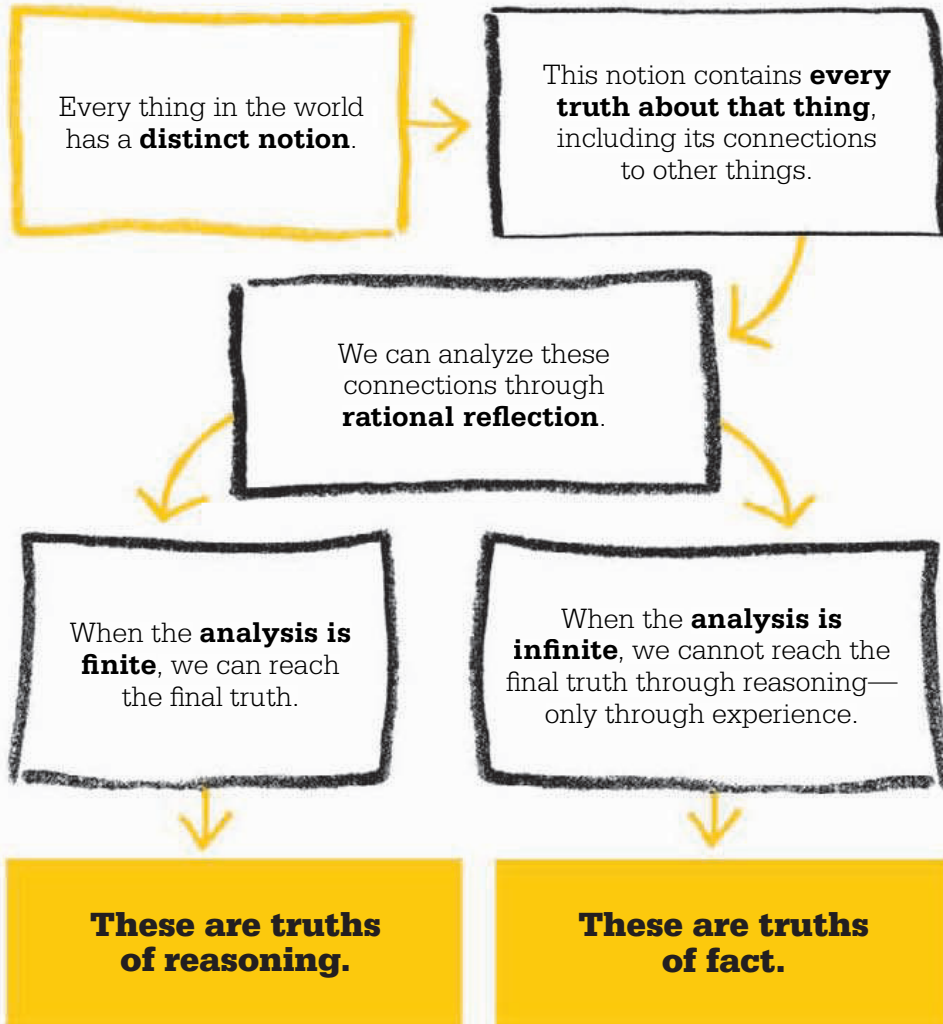 Every thing in the world
has a distinct notion.
This notion contains every
truth about that thing,
including its connections
to other things.
We can analyze these
connections through
rational reflection.
When the analysis is
finite, we can reach
the final truth.
When the analysis is
infinite, we cannot reach the
final truth through reasoning—
only through experience.
These are truths
of reasoning.
These are truths
of fact.